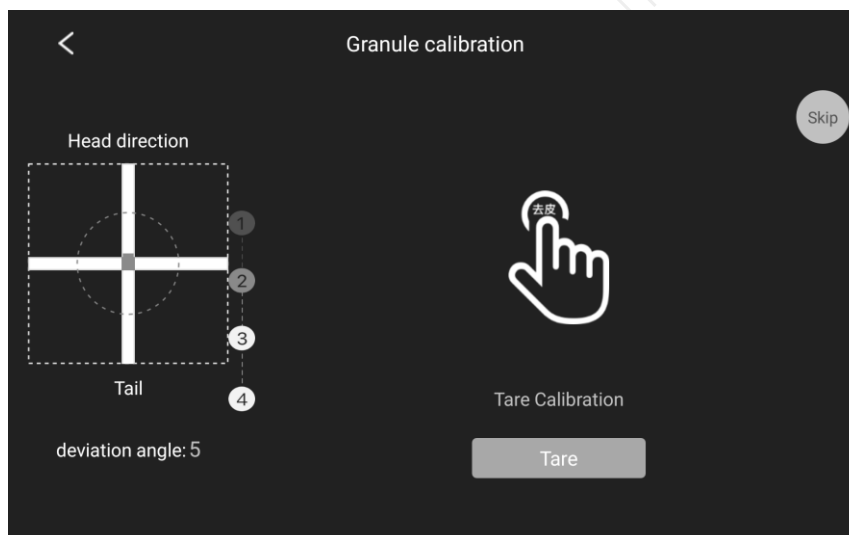 Granule calibration
Skip
Head direction
1
2
3
4
Tail
deviation angle: 5
去皮
Tare Calibration
Tare